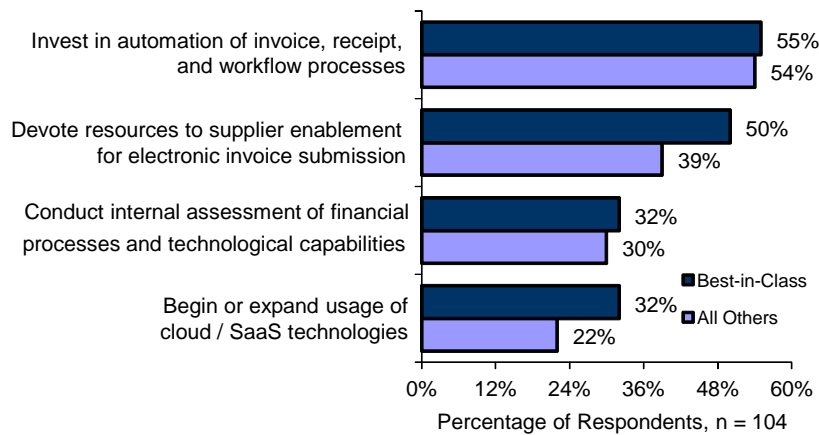 Invest in automation of invoice, receipt,
and workflow processes
55%
54%
Devote resources to supplier enablement
for electronic invoice submission
50%
39%
Conduct internal assessment of financial
processes and technological capabilities
32%
30%
Begin or expand usage of
cloud / SaaS technologies
32%
22%
Best-in-Class
All Others
0% 12% 24% 36% 48% 60%
Percentage of Respondents, n = 104